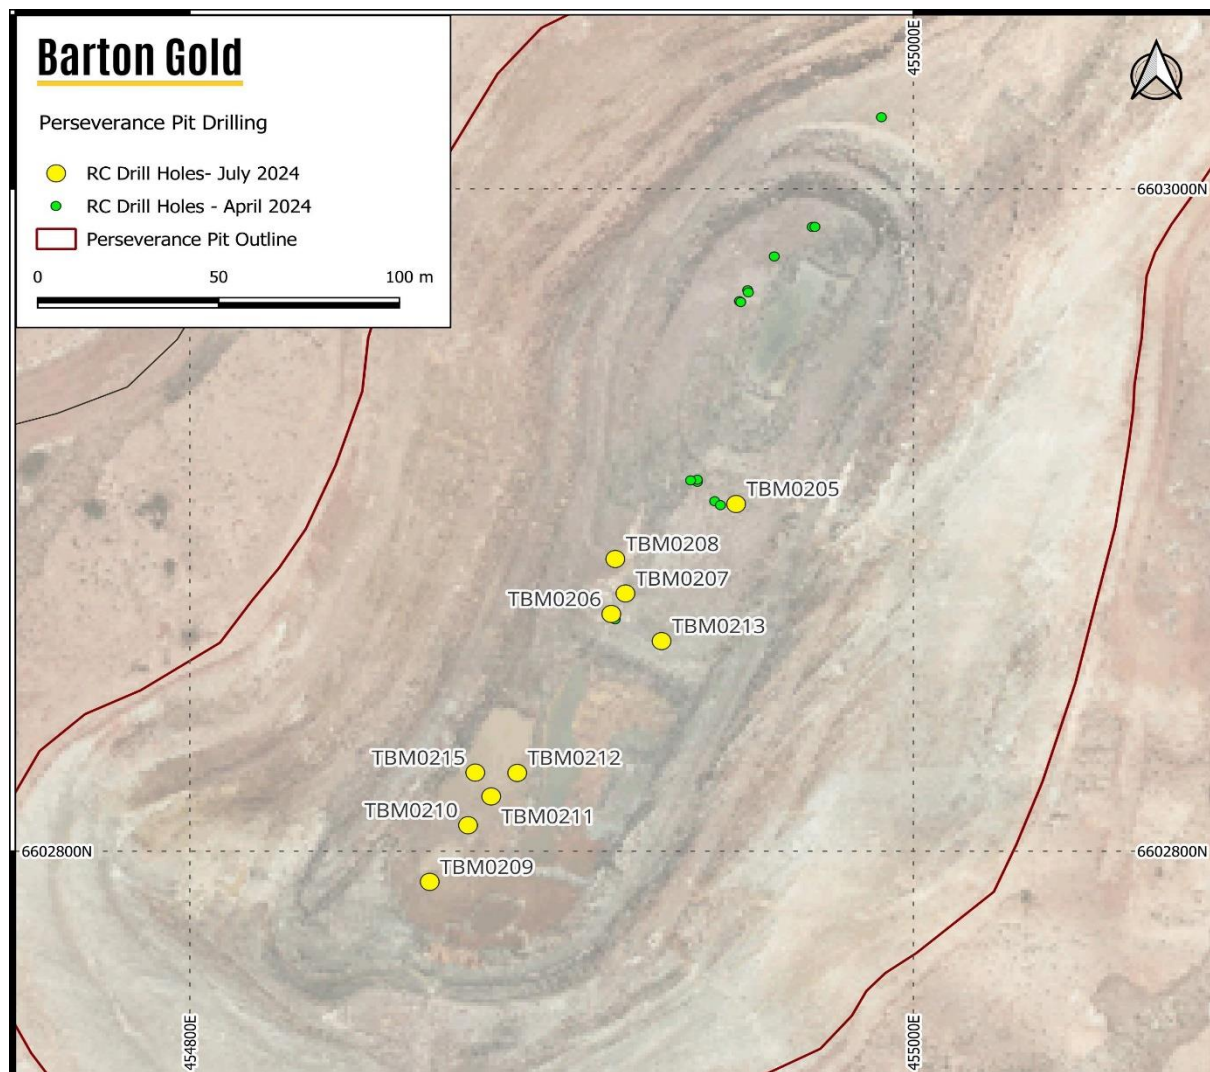 Barton Gold
Perseverance Pit Drilling
RC Drill Holes- July 2024
RC Drill Holes - April 2024
Perseverance Pit Outline
0 50 100 m
455000E
6603000N
TBM0205
TBM0208
TBM0207
TBM0206
TBM0213
TBM0215 TBM0212
TBM0210 TBM0211
6602800N 6602800N
TBM0209
454800E 455000E